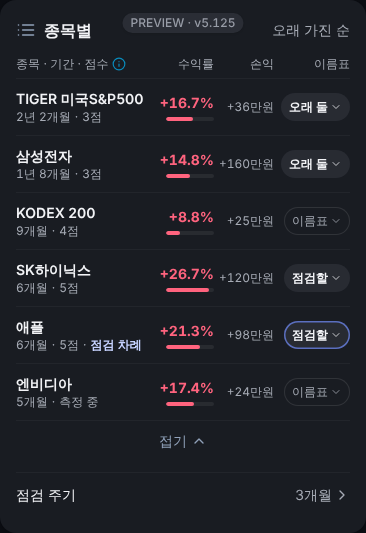 PREVIEW · v5.125
종목별 오래 가진 순
종목 · 기간 · 점수 수익률 손익 이름표
TIGER 미국S&P500 +16.7% +36만원 오래 둘
2년 2개월 · 3점
삼성전자 +14.8% +160만원 오래 둘
1년 8개월 · 3점
KODEX 200 +8.8% +25만원 이름표
9개월 · 4점
SK하이닉스 +26.7% +120만원 점검할
6개월 · 5점
애플 +21.3% +98만원 점검할
6개월 · 5점 · 점검 차례
엔비디아 +17.4% +24만원 이름표
5개월 · 측정 중
접기
점검 주기 3개월